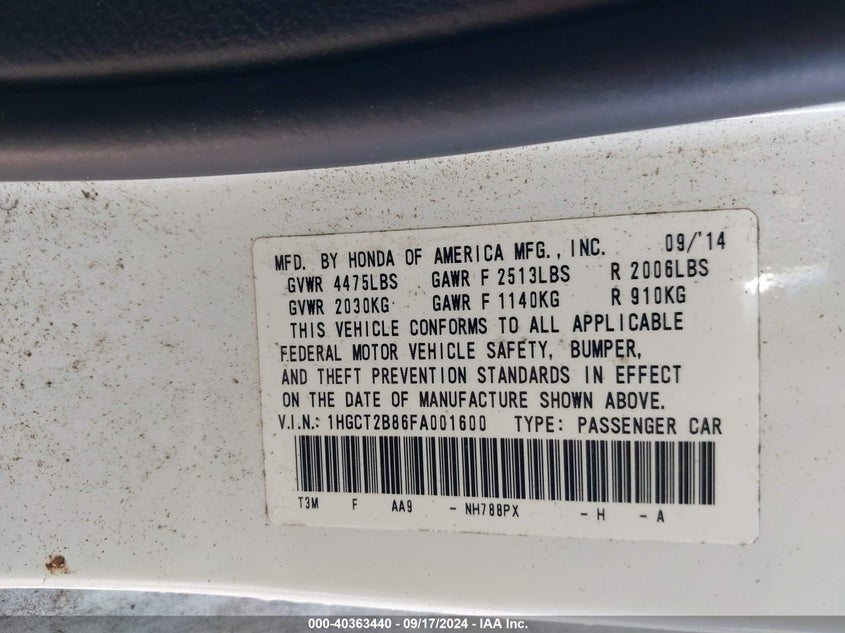 MFD. BY HONDA OF AMERICA MFG., INC. 09/'14
GVWR 4475LBS GAWR F 2513LBS R 2006LBS
GVWR 2030KG GAWR F 1140KG R 910KG
THIS VEHICLE CONFORMS TO ALL APPLICABLE
FEDERAL MOTOR VEHICLE SAFETY, BUMPER,
AND THEFT PREVENTION STANDARDS IN EFFECT
ON THE DATE OF MANUFACTURE SHOWN ABOVE.
V.I.N.: 1HGCT2B86FA001600 TYPE: PASSENGER CAR
T3M F AA9 - NH788PX - H - A
000-40363440 - 09/17/2024 - IAA Inc.